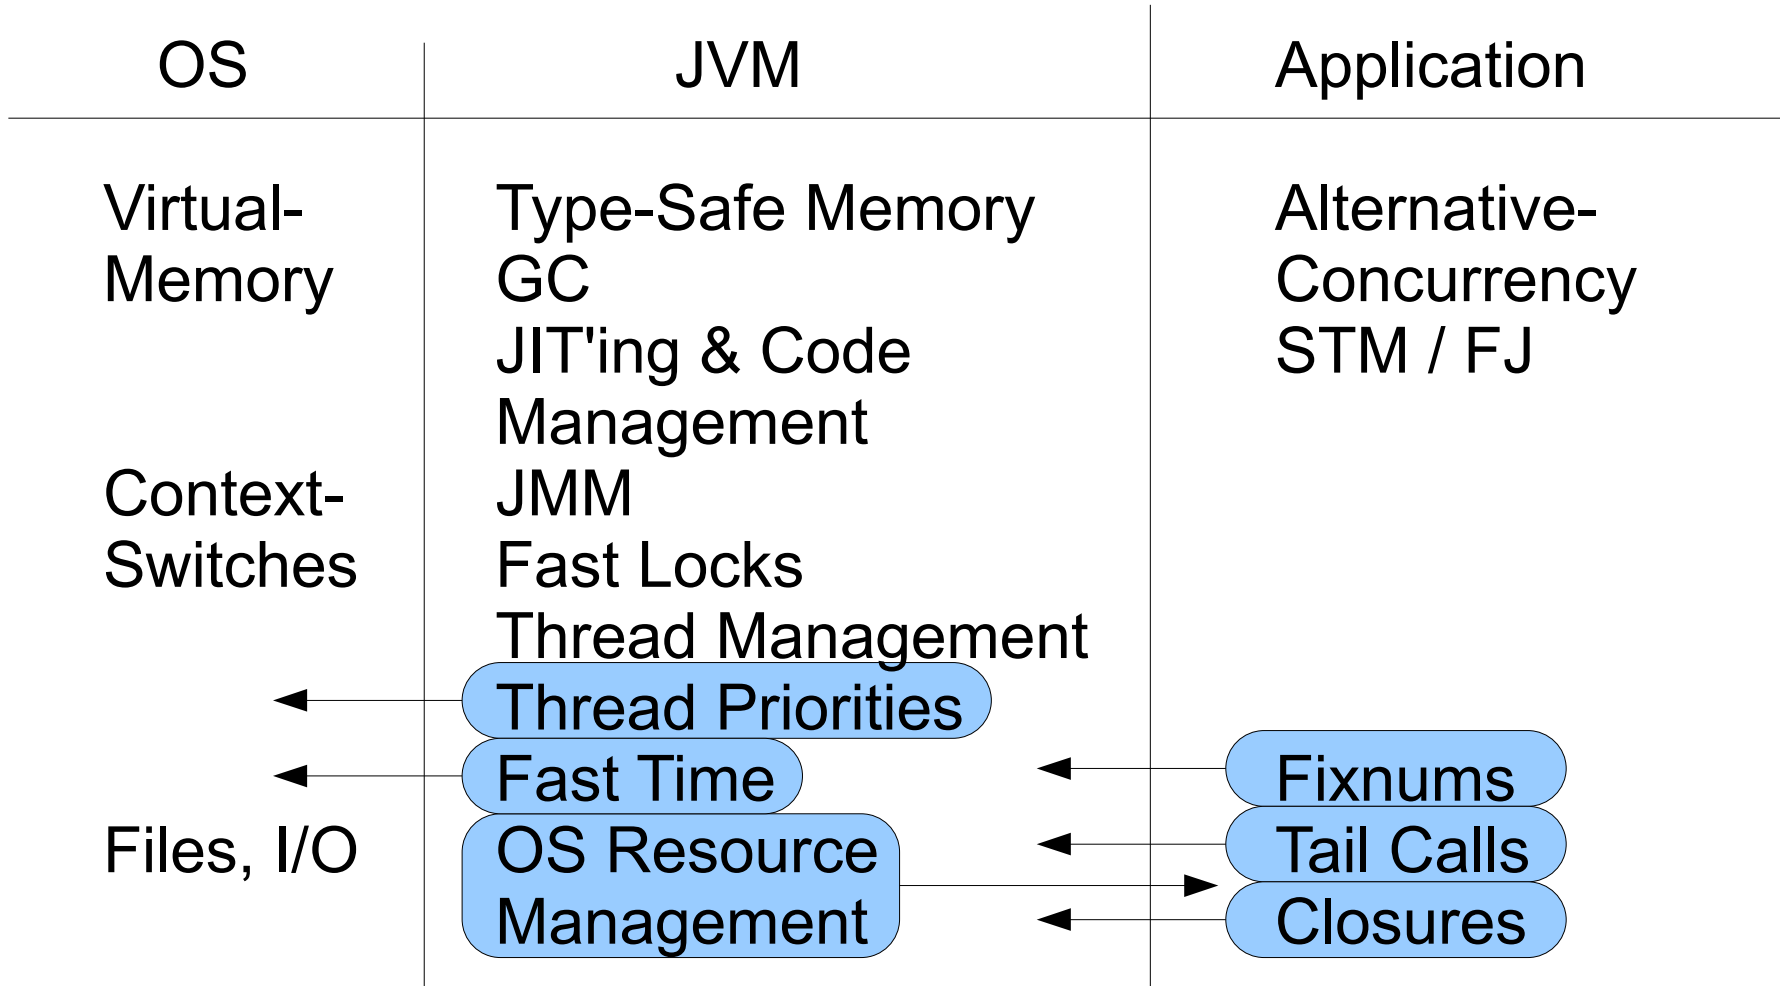 OS
JVM
Application
Virtual-
Memory
Context-
Switches
Files, I/O
Type-Safe Memory
GC
JIT'ing & Code
Management
JMM
Fast Locks
Thread Management
Thread Priorities
Fast Time
OS Resource
Management
Alternative-
Concurrency
STM / FJ
Fixnums
Tail Calls
Closures